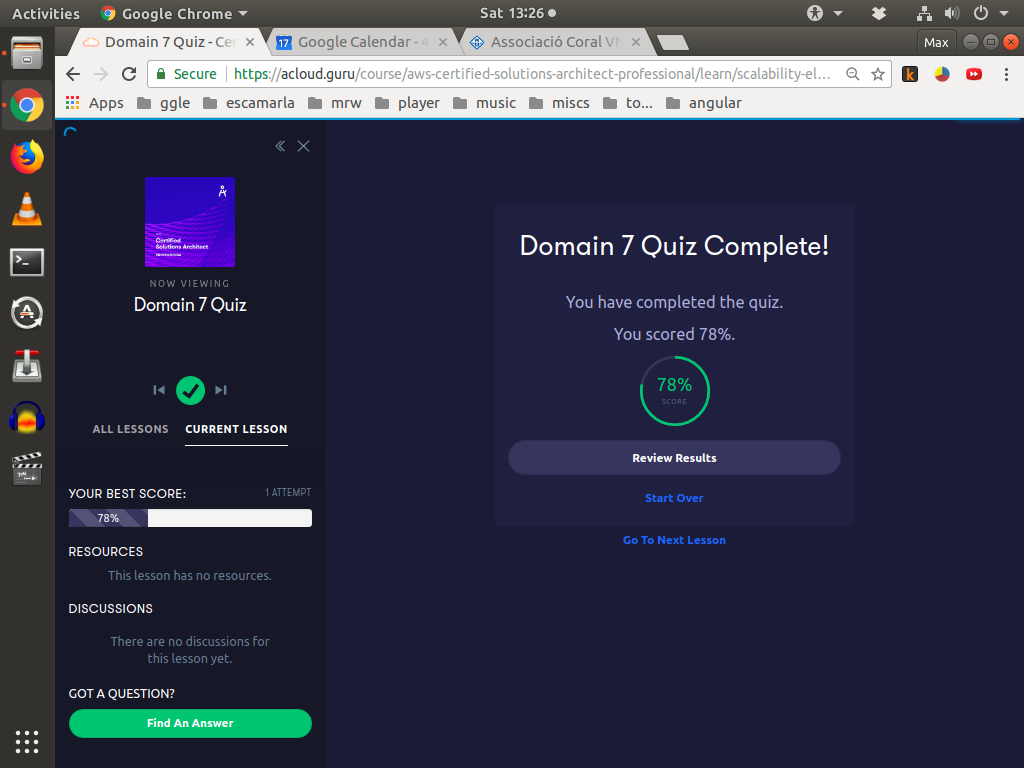 Activities
Google Chrome
Sat 13:26
Domain 7 Quiz - Cer
17
Google Calendar - 4
Associació Coral VN
Max
Secure
https://acloud.guru/course/aws-certified-solutions-architect-professional/learn/scalability-el...
k
Apps
ggle
escamarla
mrw
player
music
miscs
to...
angular
Certified
Solutions Architect
NOW VIEWING
Domain 7 Quiz
ALL LESSONS
CURRENT LESSON
YOUR BEST SCORE:
1 ATTEMPT
78%
RESOURCES
This lesson has no resources.
DISCUSSIONS
There are no discussions for
this lesson yet.
GOT A QUESTION?
Find An Answer
Domain 7 Quiz Complete!
You have completed the quiz.
You scored 78%.
78%
SCORE
Review Results
Start Over
Go To Next Lesson